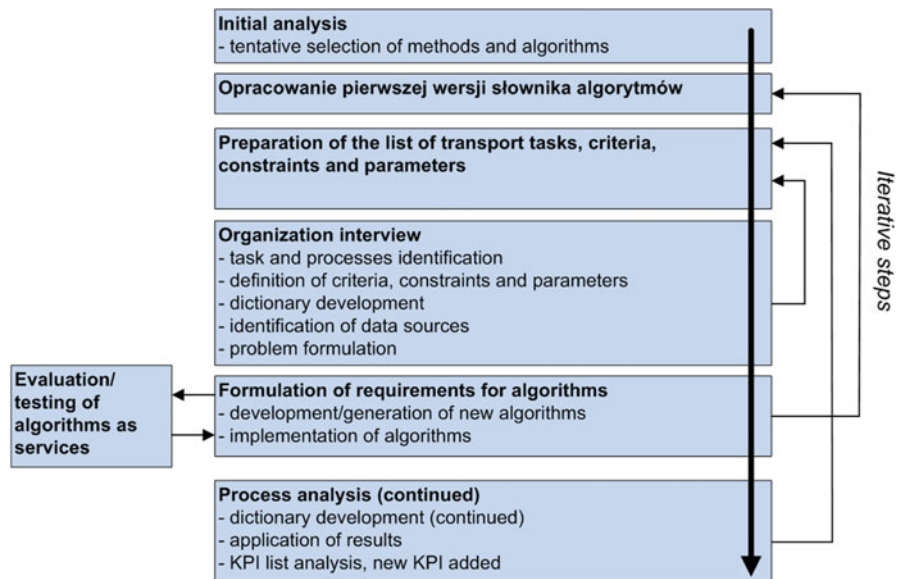 Initial analysis
- tentative selection of methods and algorithms
Opracowanie pierwszej wersji słownika algorytmów
Preparation of the list of transport tasks, criteria,
constraints and parameters
Organization interview
- task and processes identification
- definition of criteria, constraints and parameters
- dictionary development
- identification of data sources
- problem formulation
Evaluation/
testing of
algorithms as
services
Formulation of requirements for algorithms
- development/generation of new algorithms
- implementation of algorithms
Process analysis (continued)
- dictionary development (continued)
- application of results
- KPI list analysis, new KPI added
Iterative steps